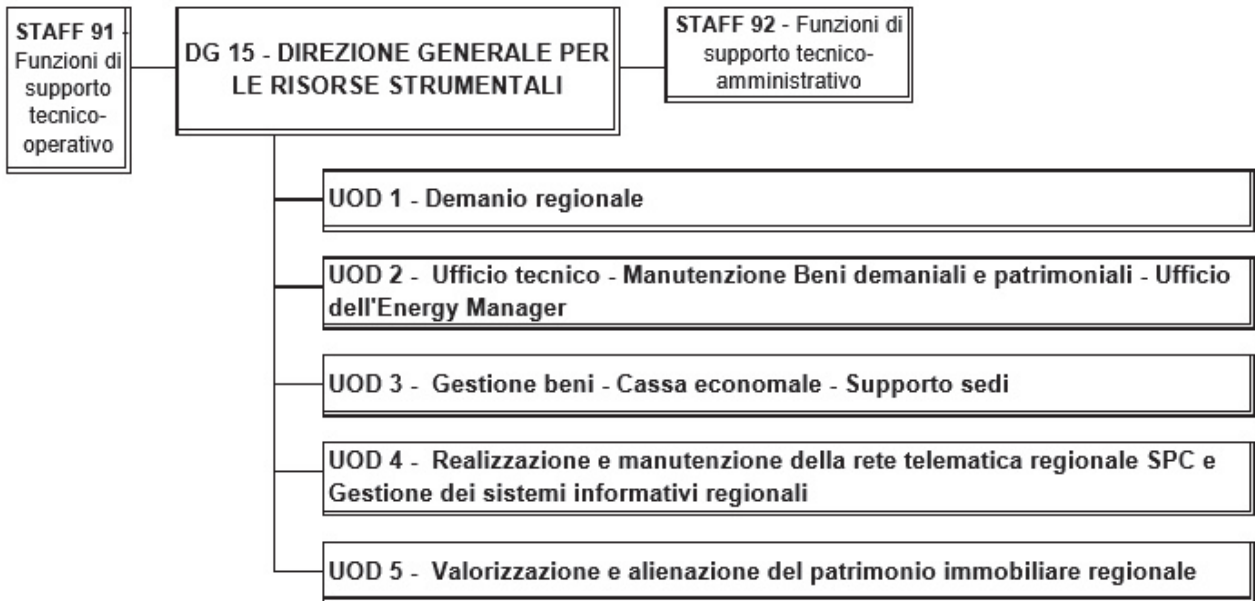 STAFF 91 -
Funzioni di
supporto
tecnico-
operativo
DG 15 - DIREZIONE GENERALE PER
LE RISORSE STRUMENTALI
STAFF 92 - Funzioni di
supporto tecnico-
amministrativo
UOD 1 - Demanio regionale
UOD 2 - Ufficio tecnico - Manutenzione Beni demaniali e patrimoniali - Ufficio
dell'Energy Manager
UOD 3 - Gestione beni - Cassa economale - Supporto sedi
UOD 4 - Realizzazione e manutenzione della rete telematica regionale SPC e
Gestione dei sistemi informativi regionali
UOD 5 - Valorizzazione e alienazione del patrimonio immobiliare regionale